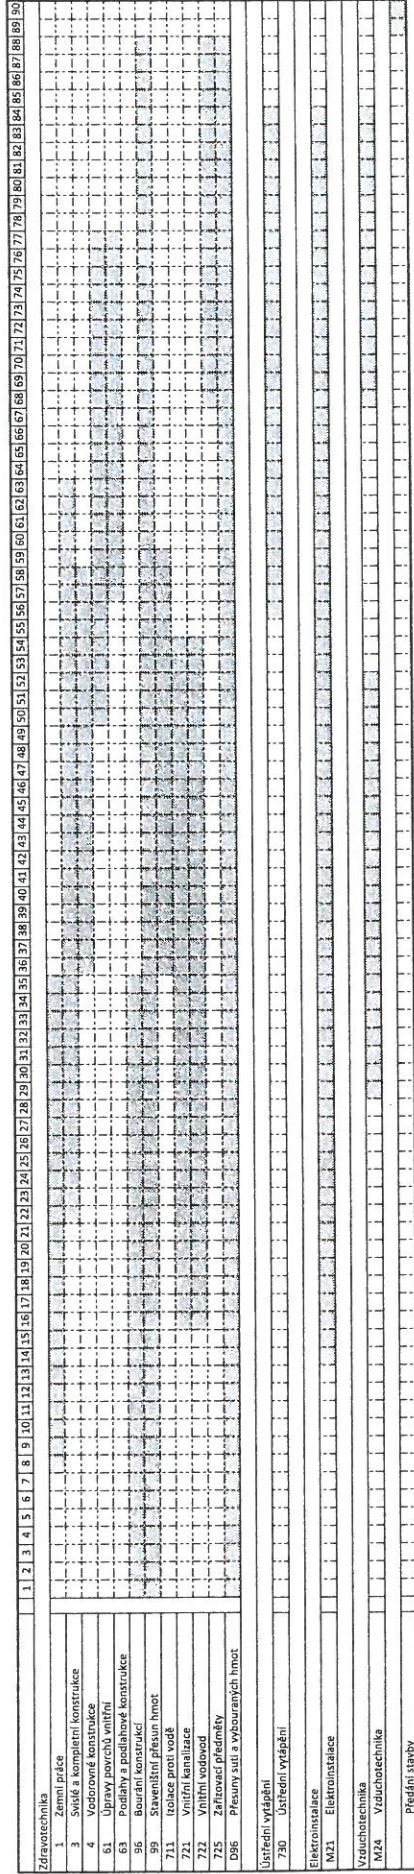 1 2 3 4 5 6 7 8 9 10 11 12 13 14 15 16 17 18 19 20 21 22 23 24 25 26 27 28 29 30 31 32 33 34 35 36 37 38 39 40 41 42 43 44 45 46 47 48 49 50 51 52 53 54 55 56 57 58 59 60 61 62 63 64 65 66 67 68 69 70 71 72 73 74 75 76 77 78 79 80 81 82 83 84 85 86 87 88 89 90
Zdravotechnika
1 Zemní práce
3 Svislé a kompletní konstrukce
4 Vodorovné konstrukce
61 Úpravy povrchů vnitřní
63 Podlahy a podlahové konstrukce
96 Bourání konstrukcí
99 Staveništní přesun hmot
711 Izolace proti vodě
721 Vnitřní kanalizace
722 Vnitřní vodovod
725 Zařizovací předměty
D96 Přesuny suti a vybouraných hmot
Ústřední vytápění
730 Ústřední vytápění
Elektroinstalace
M21 Elektroinstalace
Vzduchotechnika
M24 Vzduchotechnika
Předání stavby